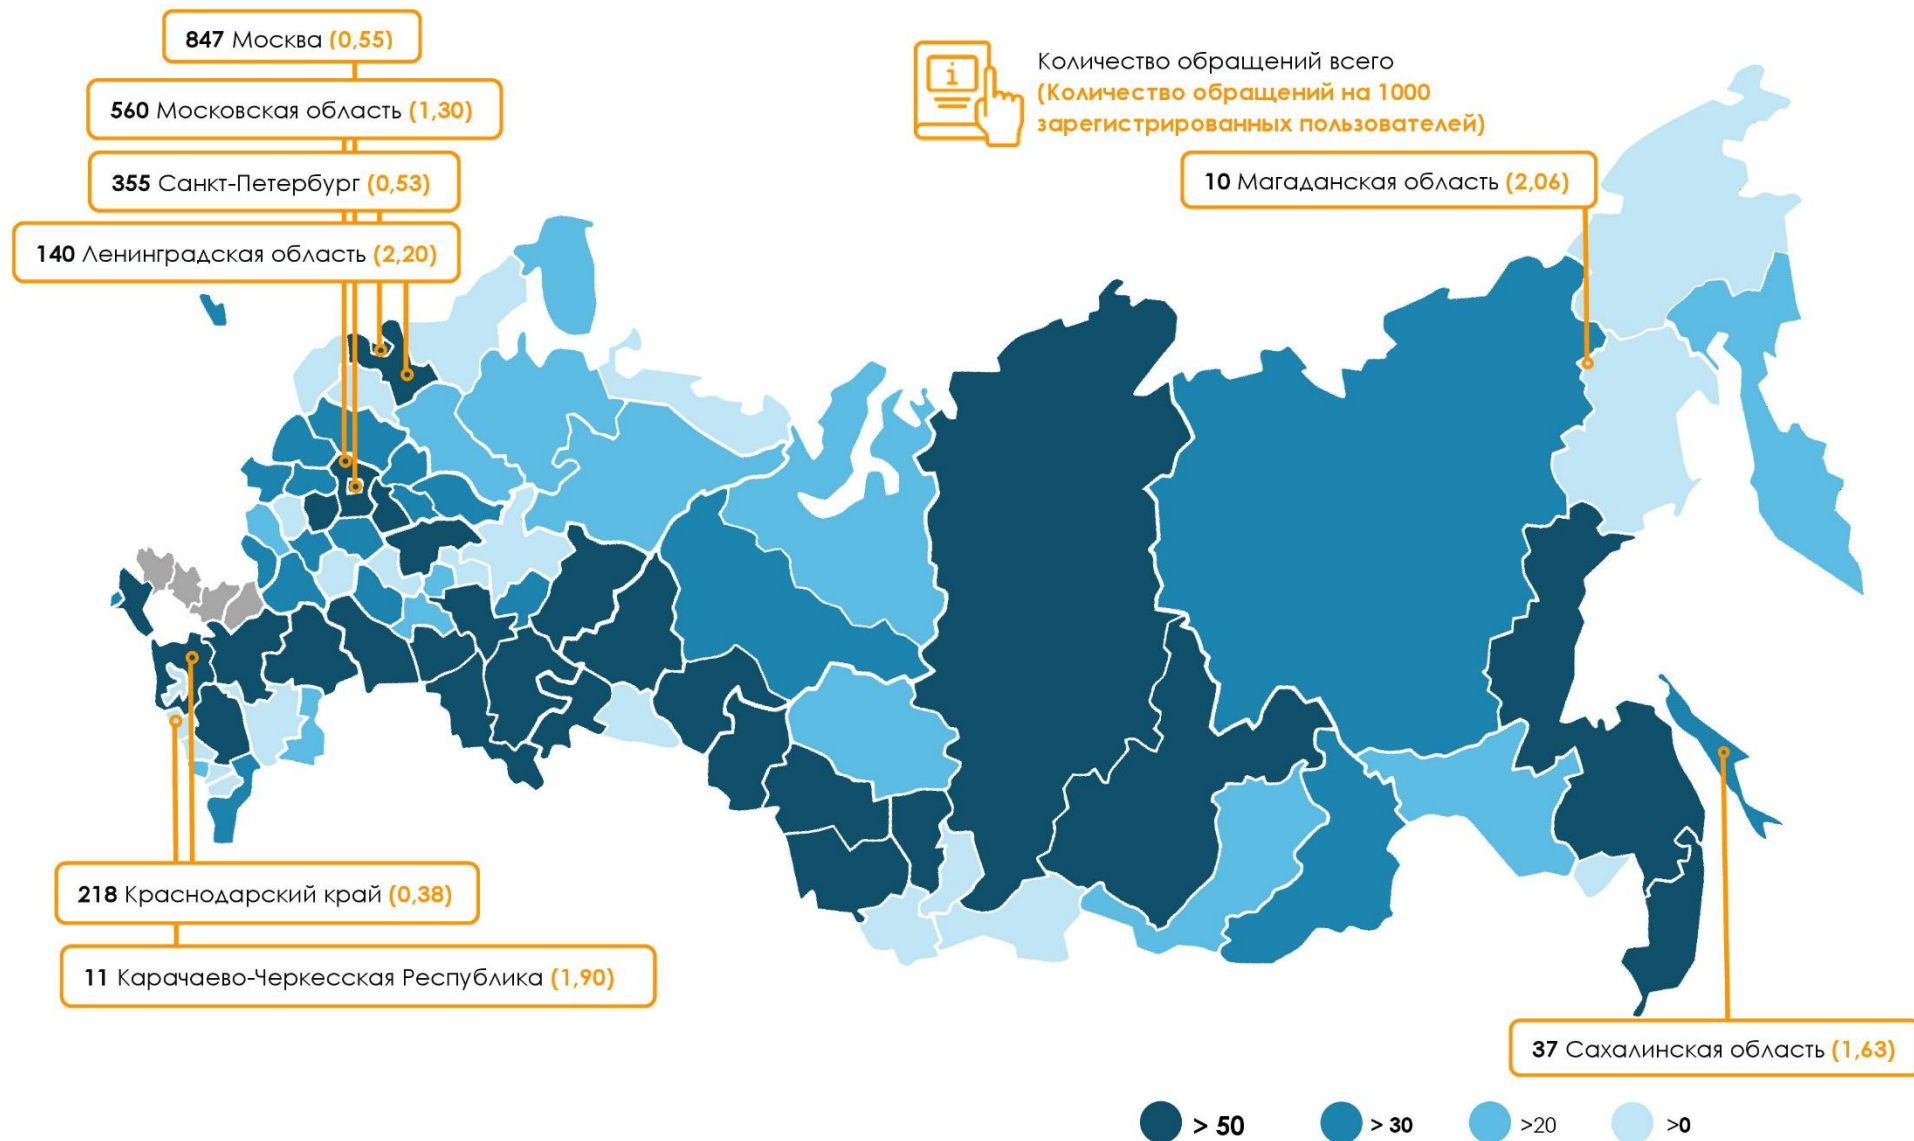 847 Москва (0,55)
560 Московская область (1,30)
355 Санкт-Петербург (0,53)
140 Ленинградская область (2,20)
i
Количество обращений всего
(Количество обращений на 1000
зарегистрированных пользователей)
10 Магаданская область (2,06)
218 Краснодарский край (0,38)
11 Карачаево-Черкесская Республика (1,90)
37 Сахалинская область (1,63)
> 50
> 30
>20
>0